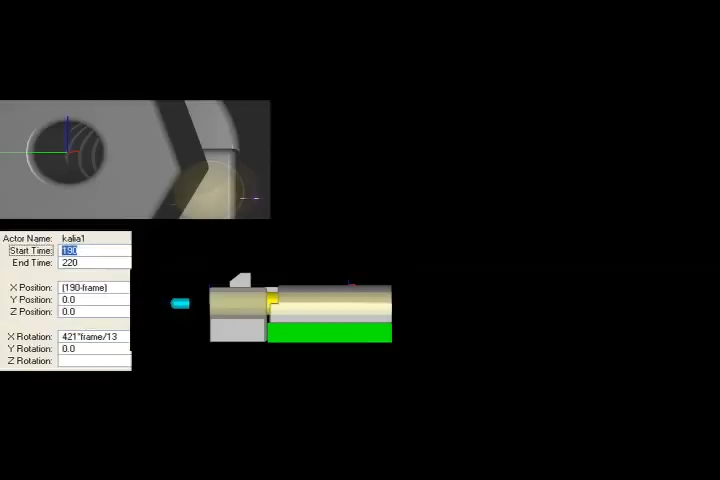 Actor Name: kalia1
Start Time: 190
End Time: 220
X Position: (190-frame)
Y Position: 0.0
Z Position: 0.0
X Rotation: 421*frame/13
Y Rotation: 0.0
Z Rotation: